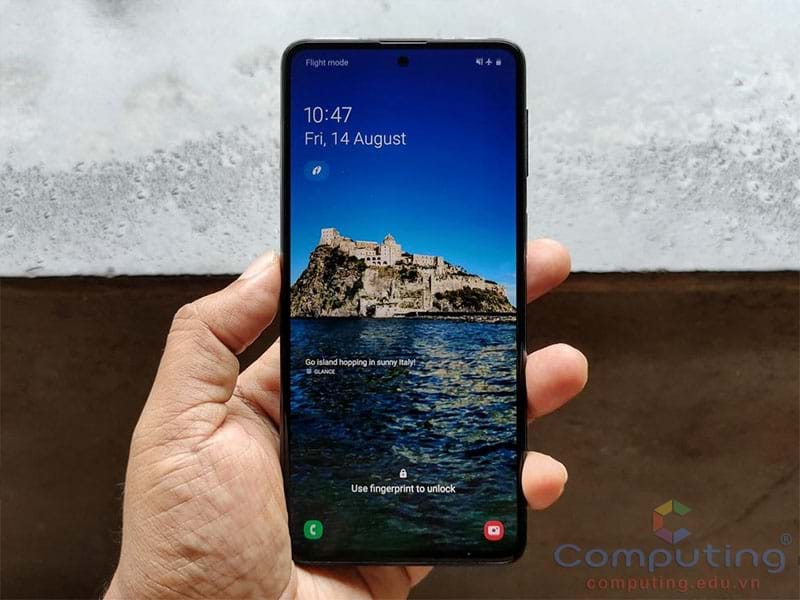 Flight mode
10:47
Fri, 14 August
Go island hopping in sunny Italy!
GLANCE
Use fingerprint to unlock
Computing®
computing.edu.vn